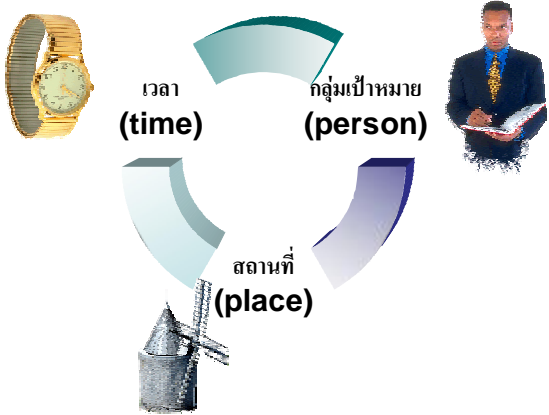 เวลา
(time)
กลุ่มเป้าหมาย
(person)
สถานที่
(place)